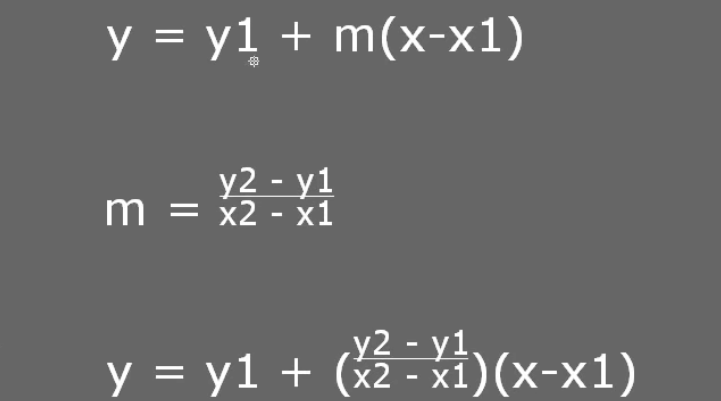 y = y1 + m(x-x1)
m = y2 - y1 / x2 - x1
y = y1 + (y2 - y1 / x2 - x1)(x-x1)